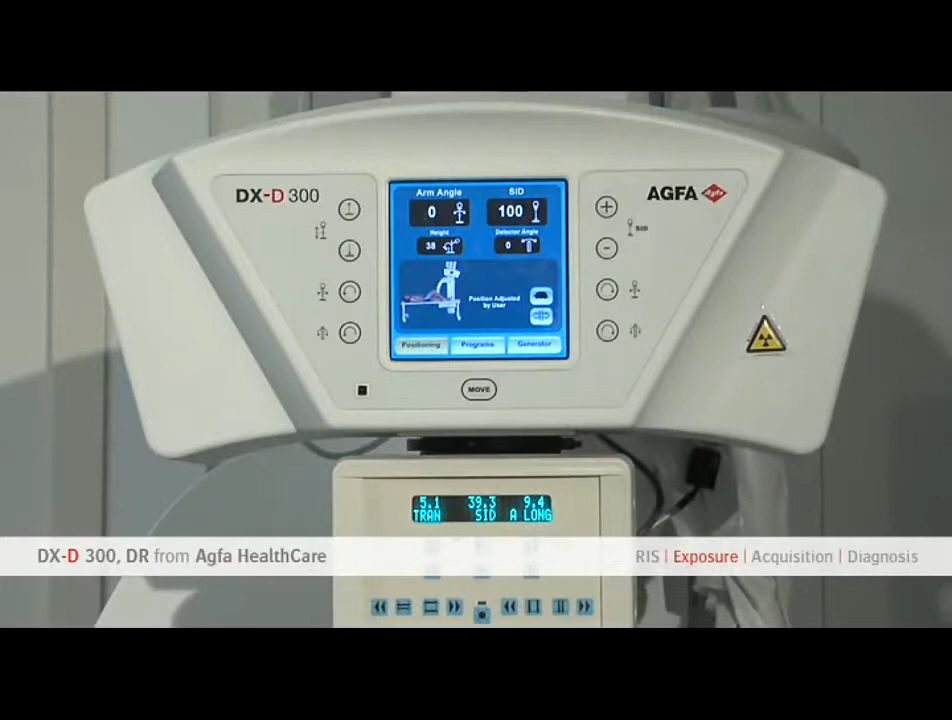 DX-D 300
AGFA
Agfa
Arm Angle
SID
0
100
Height
Detector Angle
38
0
Position Adjusted
by User
Positioning
Programs
Generator
+
SID
-
MOVE
5.1 39.3 9.4
TRAN SID A LONG
DX-D 300, DR from Agfa HealthCare
RIS | Exposure | Acquisition | Diagnosis